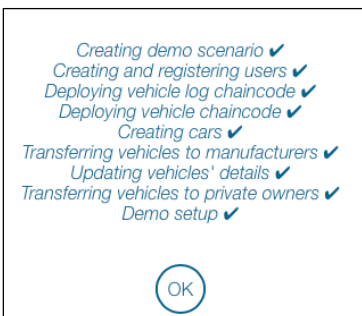 Creating demo scenario ✔
Creating and registering users ✔
Deploying vehicle log chaincode ✔
Deploying vehicle chaincode ✔
Creating cars ✔
Transferring vehicles to manufacturers ✔
Updating vehicles' details ✔
Transferring vehicles to private owners ✔
Demo setup ✔
OK